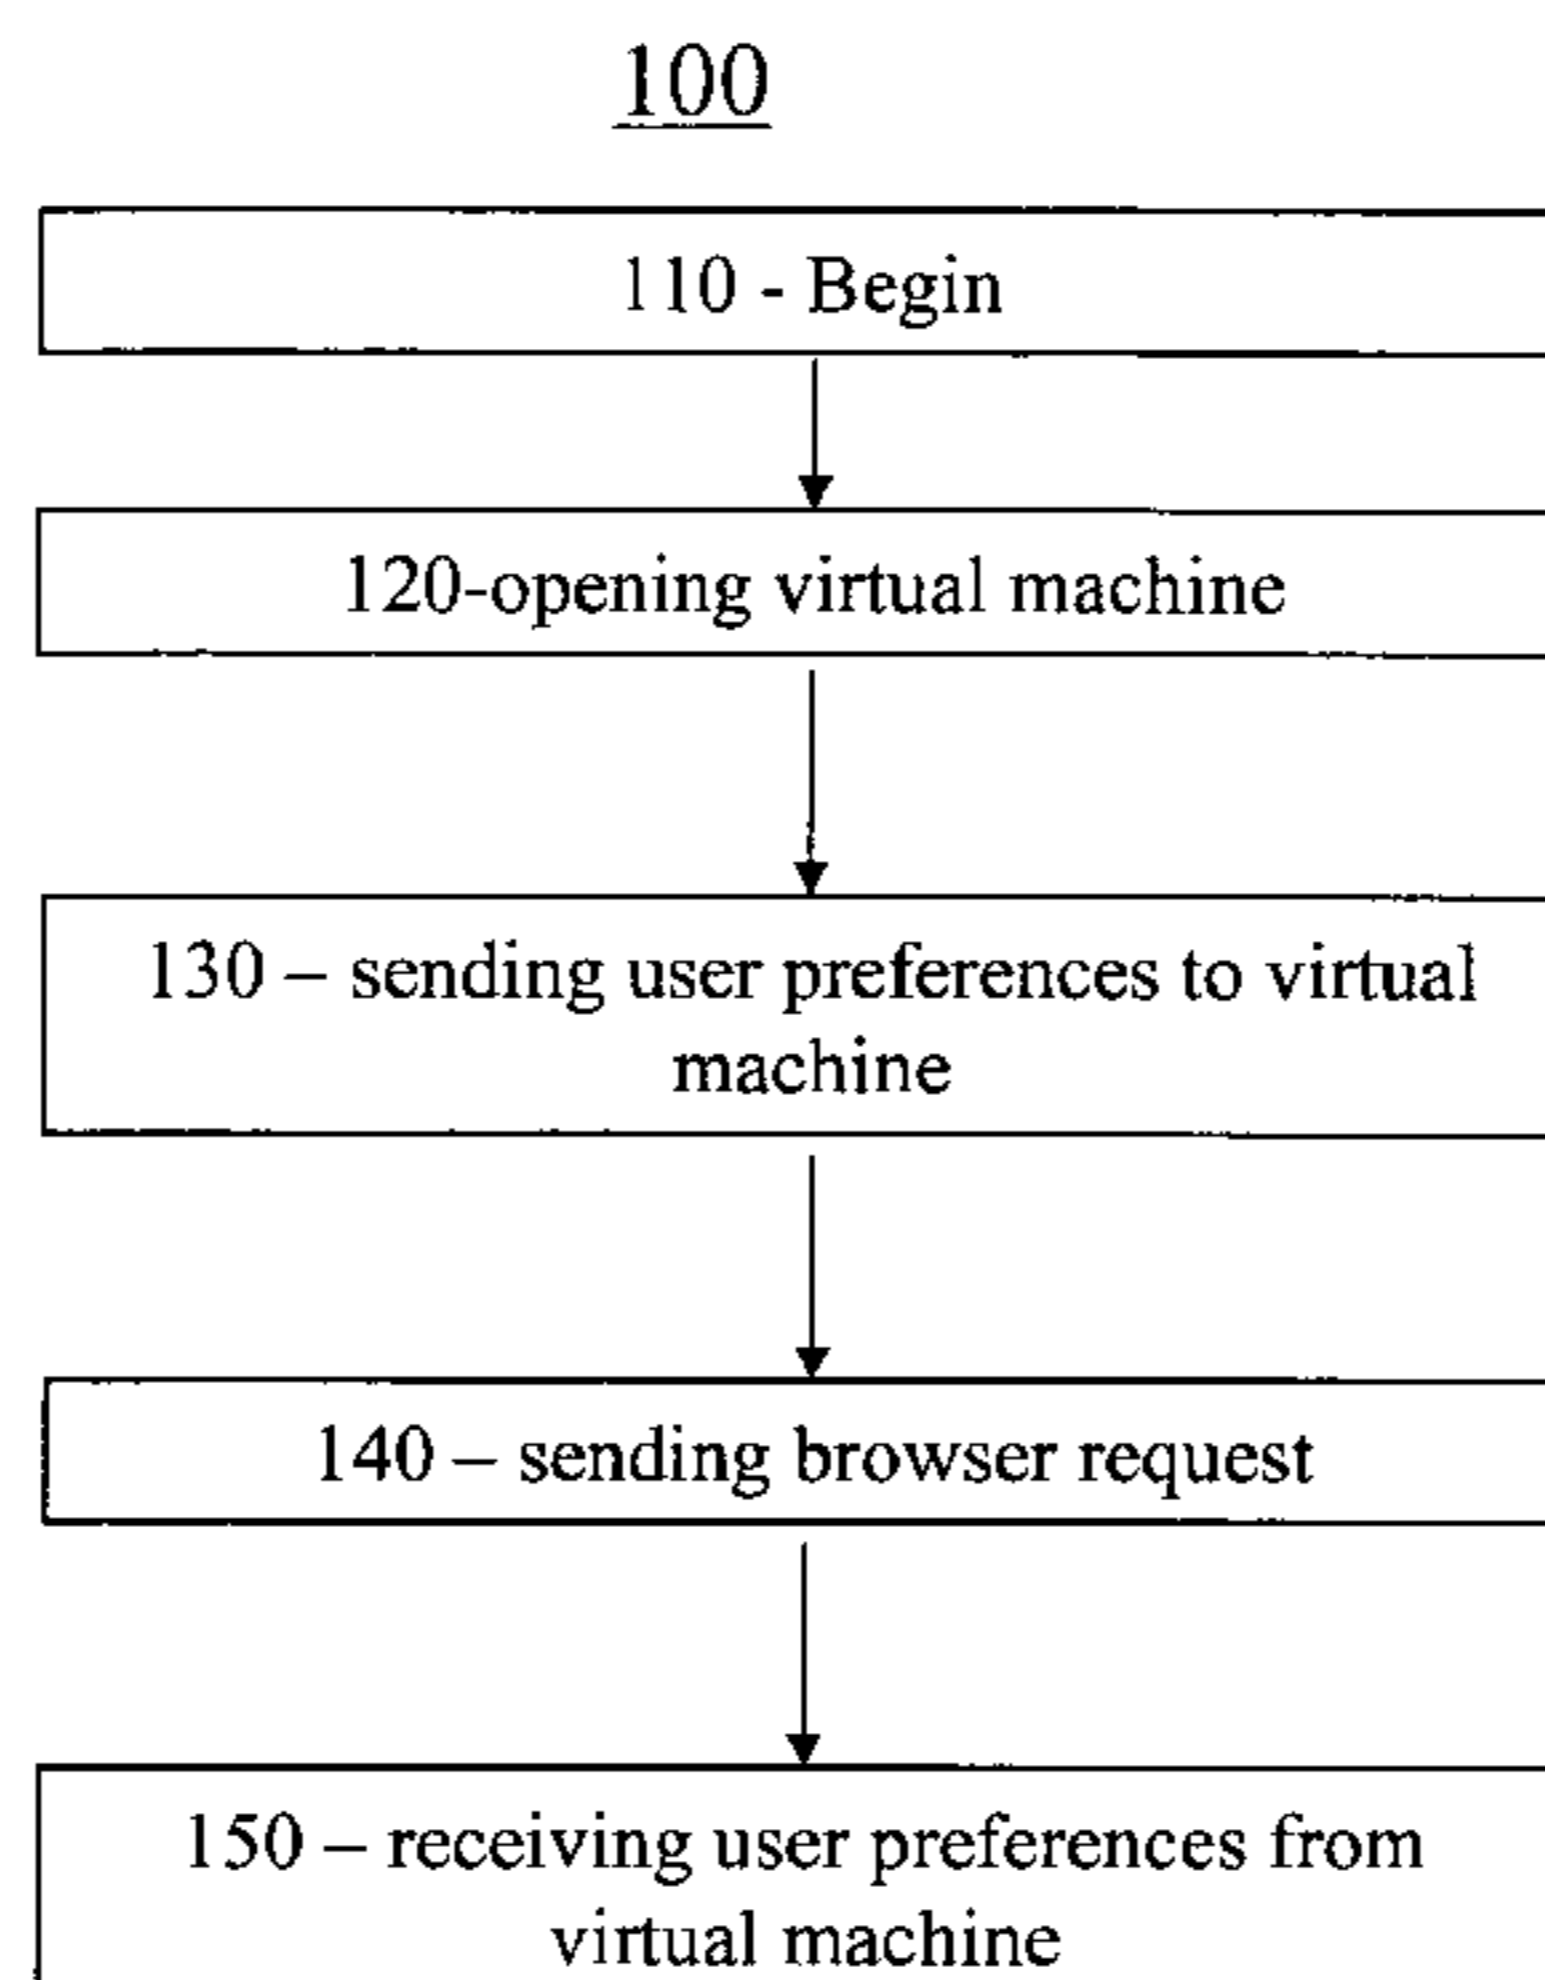 100
110 - Begin
120-opening virtual machine
130 – sending user preferences to virtual
machine
140 – sending browser request
150 – receiving user preferences from
virtual machine